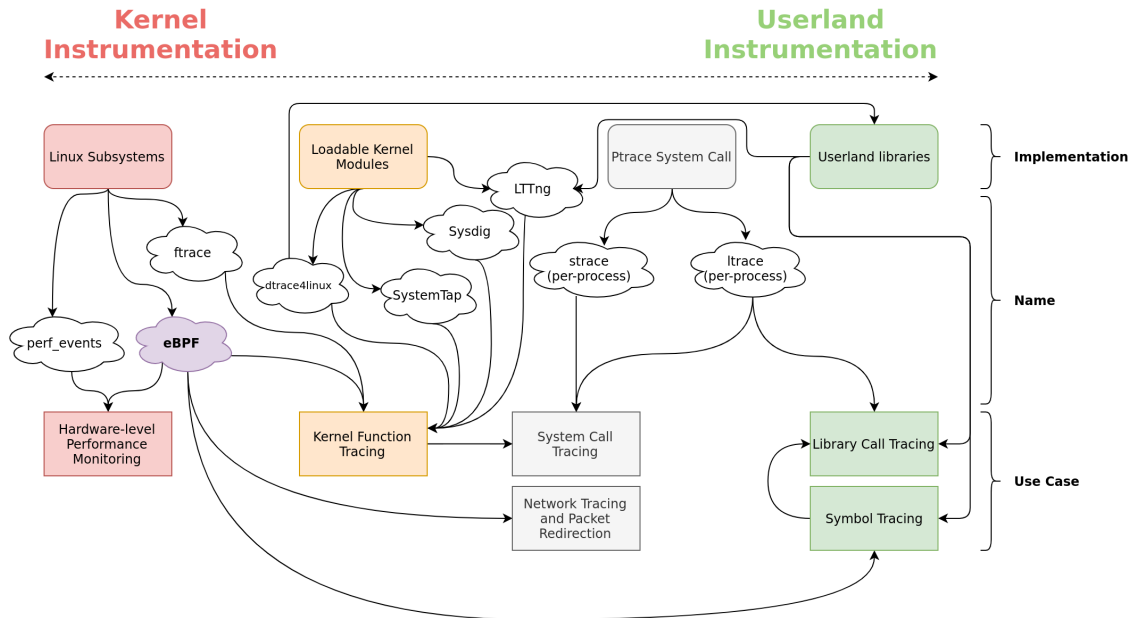 Kernel
Instrumentation
Userland
Instrumentation
Linux Subsystems
Loadable Kernel
Modules
Ptrace System Call
Userland libraries
Implementation
LTTng
Sysdig
ftrace
strace
(per-process)
ltrace
(per-process)
dtrace4linux
SystemTap
Name
perf_events
eBPF
Hardware-level
Performance
Monitoring
Kernel Function
Tracing
System Call
Tracing
Library Call Tracing
Use Case
Network Tracing
and Packet
Redirection
Symbol Tracing